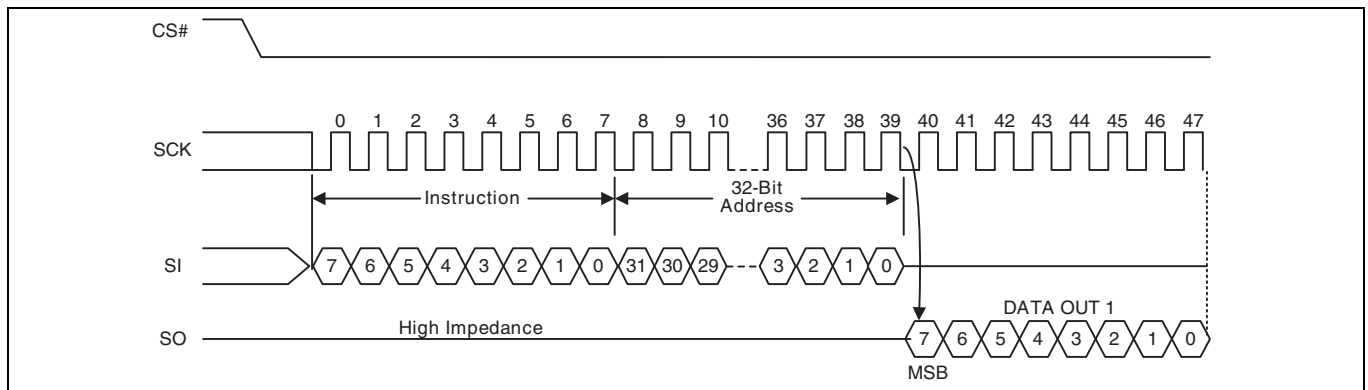 CS#
0 1 2 3 4 5 6 7 8 9 10 36 37 38 39 40 41 42 43 44 45 46 47
SCK
Instruction
32-Bit
Address
SI
7 6 5 4 3 2 1 0 31 30 29 3 2 1 0
DATA OUT 1
High Impedance
SO
7 6 5 4 3 2 1 0
MSB